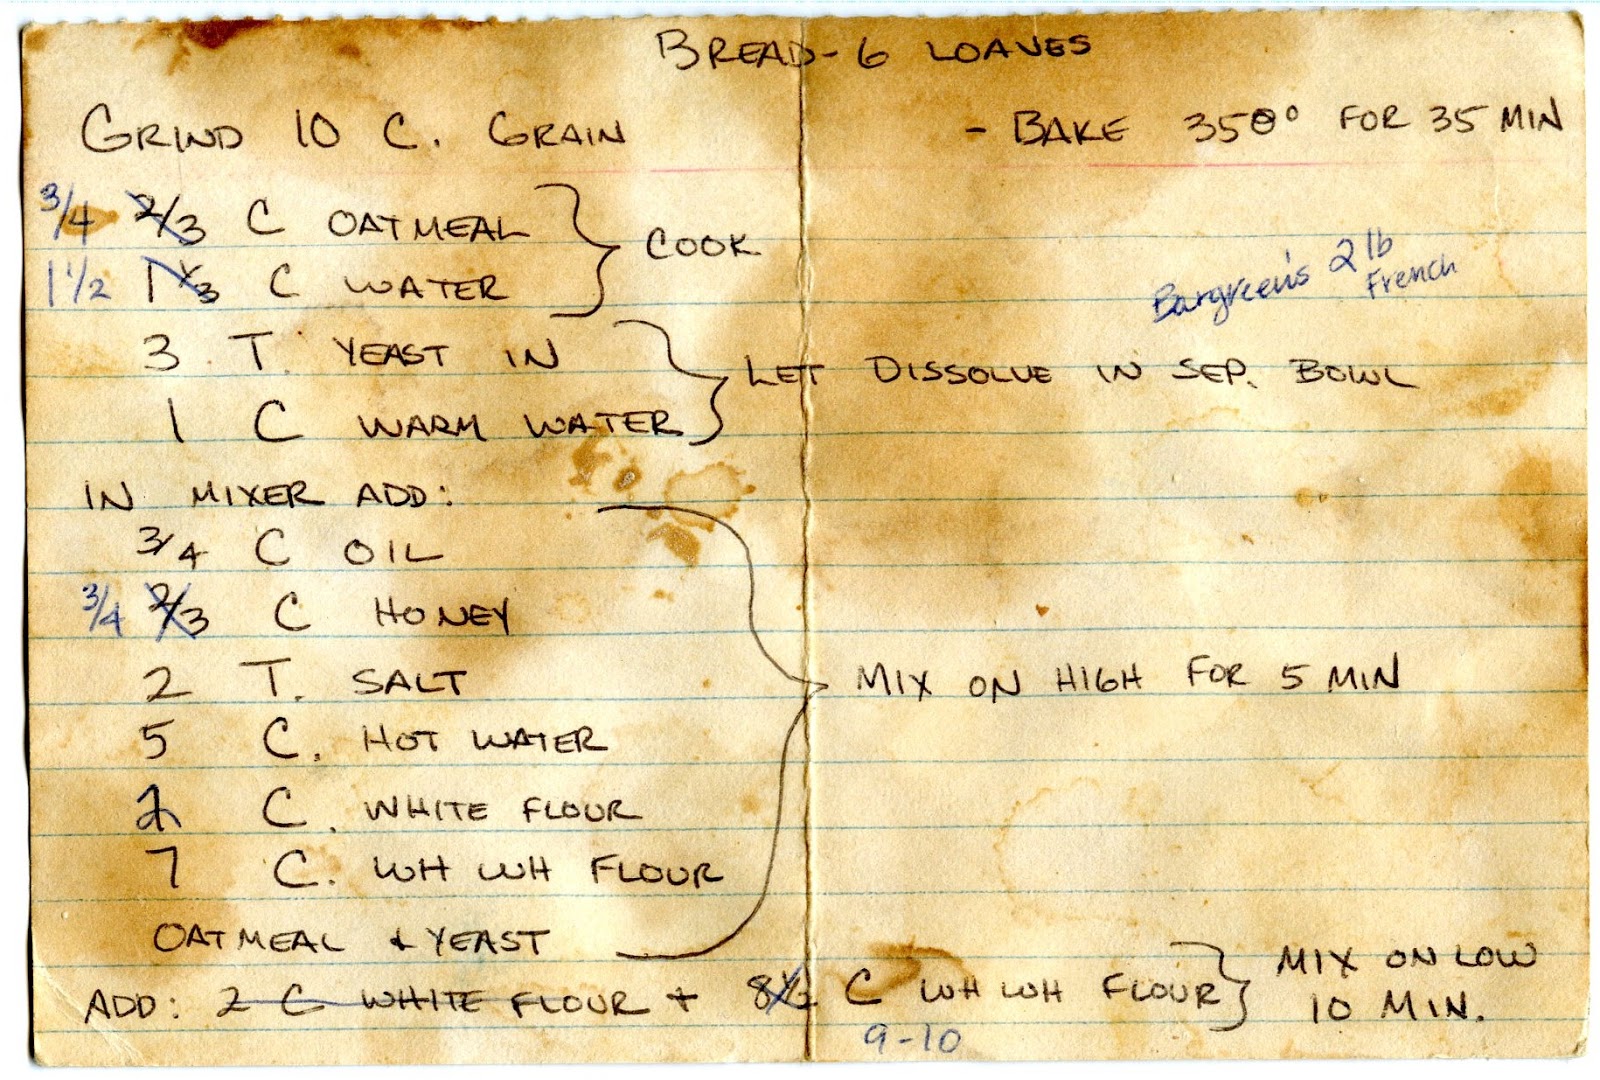 BREAD - 6 LOAVES
GRIND 10 C. GRAIN - BAKE 350° FOR 35 MIN
3/4 2/3 C OATMEAL
1 1/2 1 1/3 C WATER } COOK
Bargreen's 2 lb
French
3 T. YEAST IN
1 C WARM WATER } LET DISSOLVE IN SEP. BOWL
IN MIXER ADD:
3/4 C OIL
3/4 2/3 C HONEY
2 T. SALT
5 C. HOT WATER
C. WHITE FLOUR
7 C. WH WH FLOUR
OATMEAL & YEAST } MIX ON HIGH FOR 5 MIN
ADD: 2 C WHITE FLOUR + 8 1/2 C WH WH FLOUR } MIX ON LOW
10 MIN.
9-10